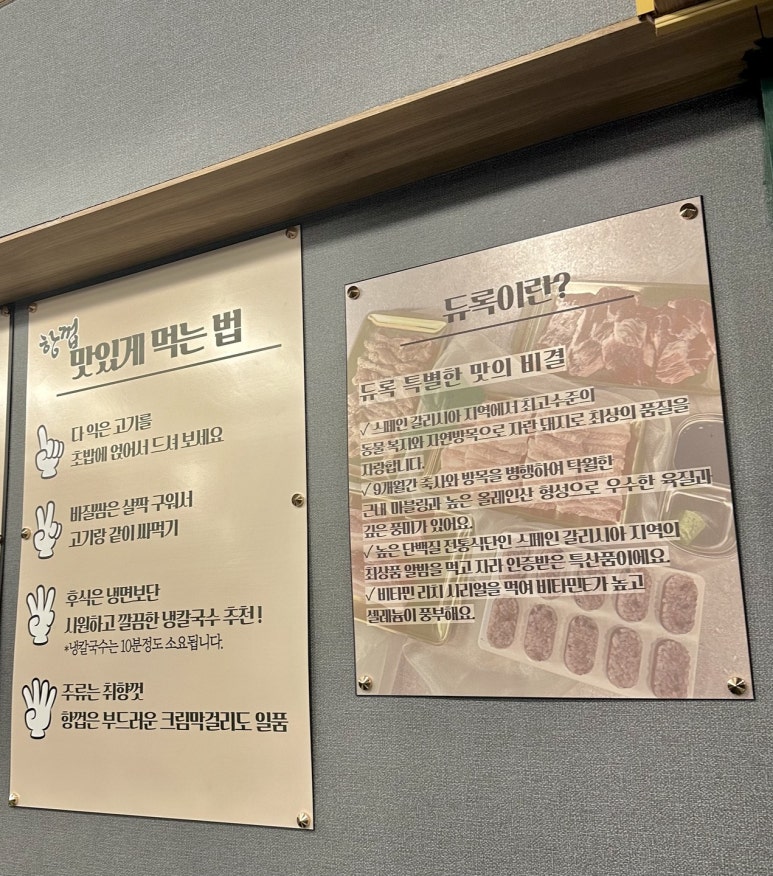 항껍
맛있게 먹는 법
다 익은 고기를
초밥에 얹어서 드셔 보세요
바질쌈은 살짝 구워서
고기랑 같이 싸먹기
후식은 냉면보단
시원하고 깔끔한 냉칼국수 추천!
*냉칼국수는 10분정도 소요됩니다.
주류는 취향껏
항껍은 부드러운 크림막걸리도 일품
듀록이란?
듀록 특별한 맛의 비결
✓ 스페인 갈리시아 지역에서 최고수준의
동물 복지와 자연방목으로 자란 돼지로 최상이 품질을
자랑합니다.
✓ 9개월간 축사와 방목을 병행하여 탁월한
근내 마블링과 높은 올레인산 형성으로 우수한 육질과
깊은 풍미가 있어요.
✓ 높은 단백질 전통식단인 스페인 갈리시아 지역의
최상품 알밤을 먹고 자라 인증받은 특산품이에요.
✓ 비타민 리치 시리얼을 먹여 비타민E가 높고
셀레늄이 풍부해요.